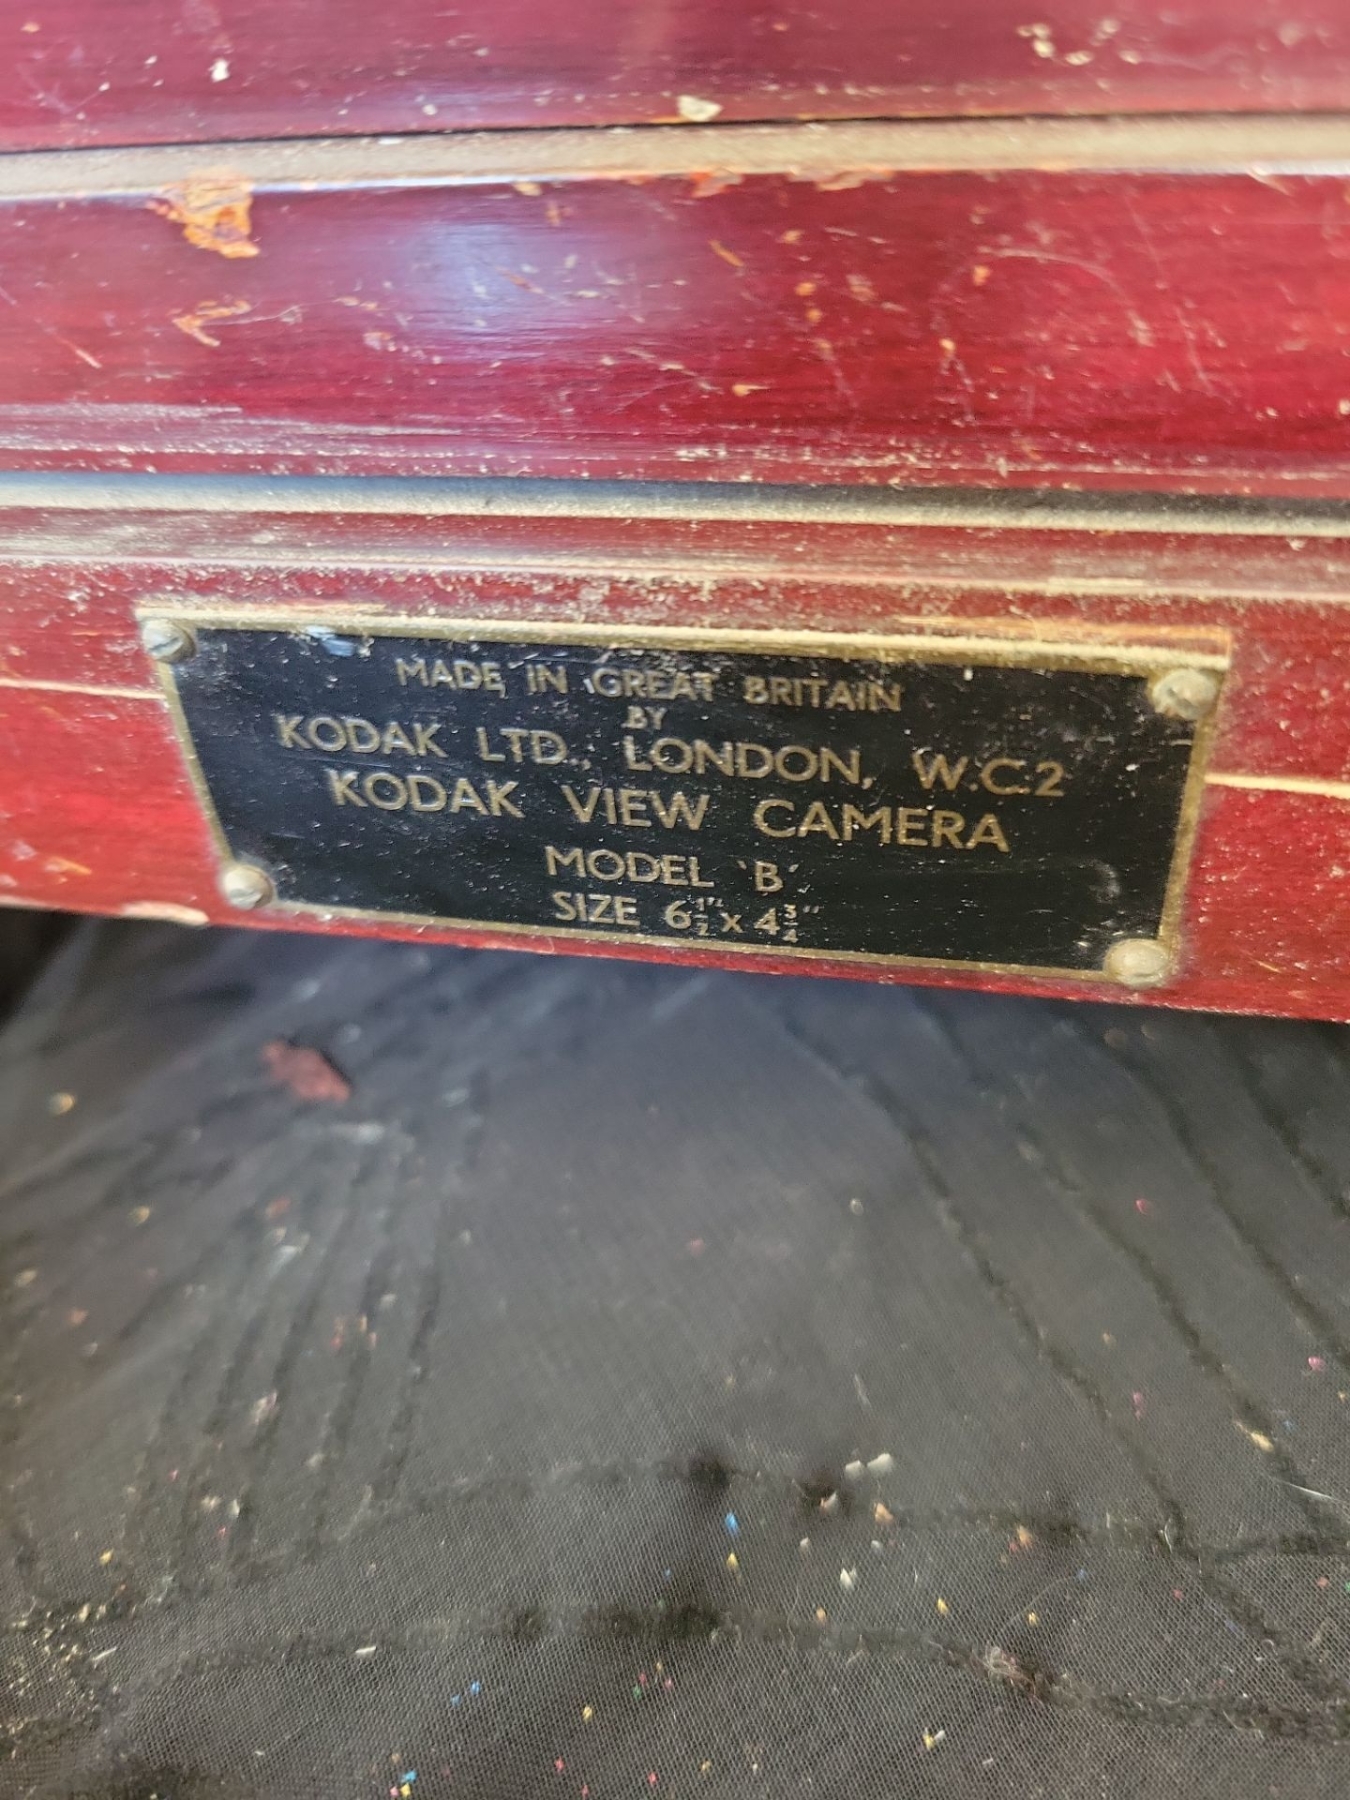 MADE IN GREAT BRITAIN
BY
KODAK LTD., LONDON, W.C.2
KODAK VIEW CAMERA
MODEL 'B'
SIZE 6½" x 4¾"